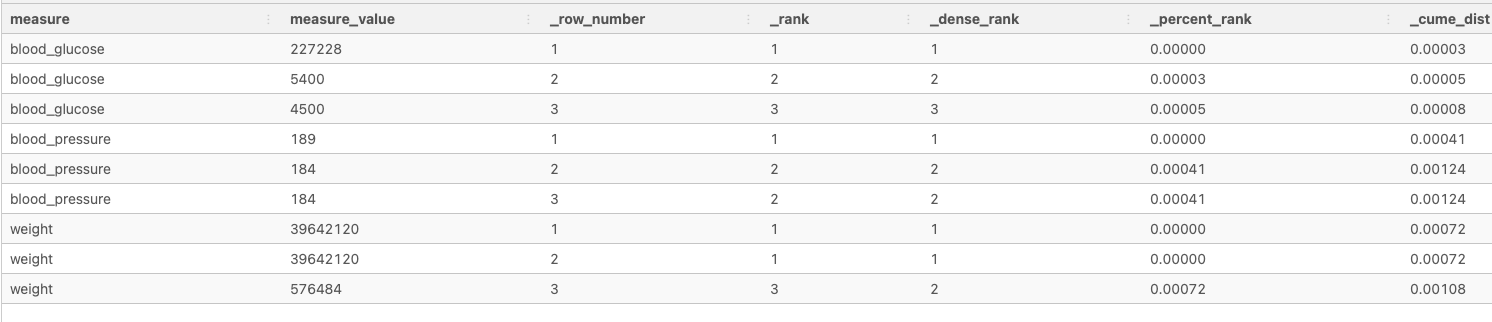 measure measure_value _row_number _rank _dense_rank _percent_rank _cume_dist
blood_glucose 227228 1 1 1 0.00000 0.00003
blood_glucose 5400 2 2 2 0.00003 0.00005
blood_glucose 4500 3 3 3 0.00005 0.00008
blood_pressure 189 1 1 1 0.00000 0.00041
blood_pressure 184 2 2 2 0.00041 0.00124
blood_pressure 184 3 2 2 0.00041 0.00124
weight 39642120 1 1 1 0.00000 0.00072
weight 39642120 2 1 1 0.00000 0.00072
weight 576484 3 3 2 0.00072 0.00108